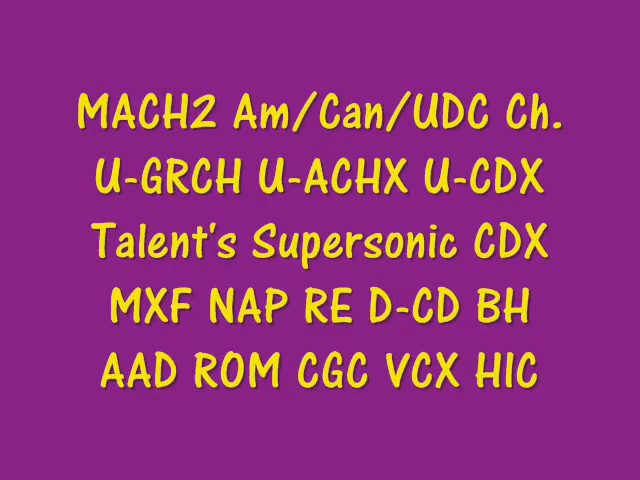 MACH2 Am/Can/UDC Ch.
U-GRCH U-ACHX U-CDX
Talent's Supersonic CDX
MXF NAP RE D-CD BH
AAD ROM CGC VCX HIC